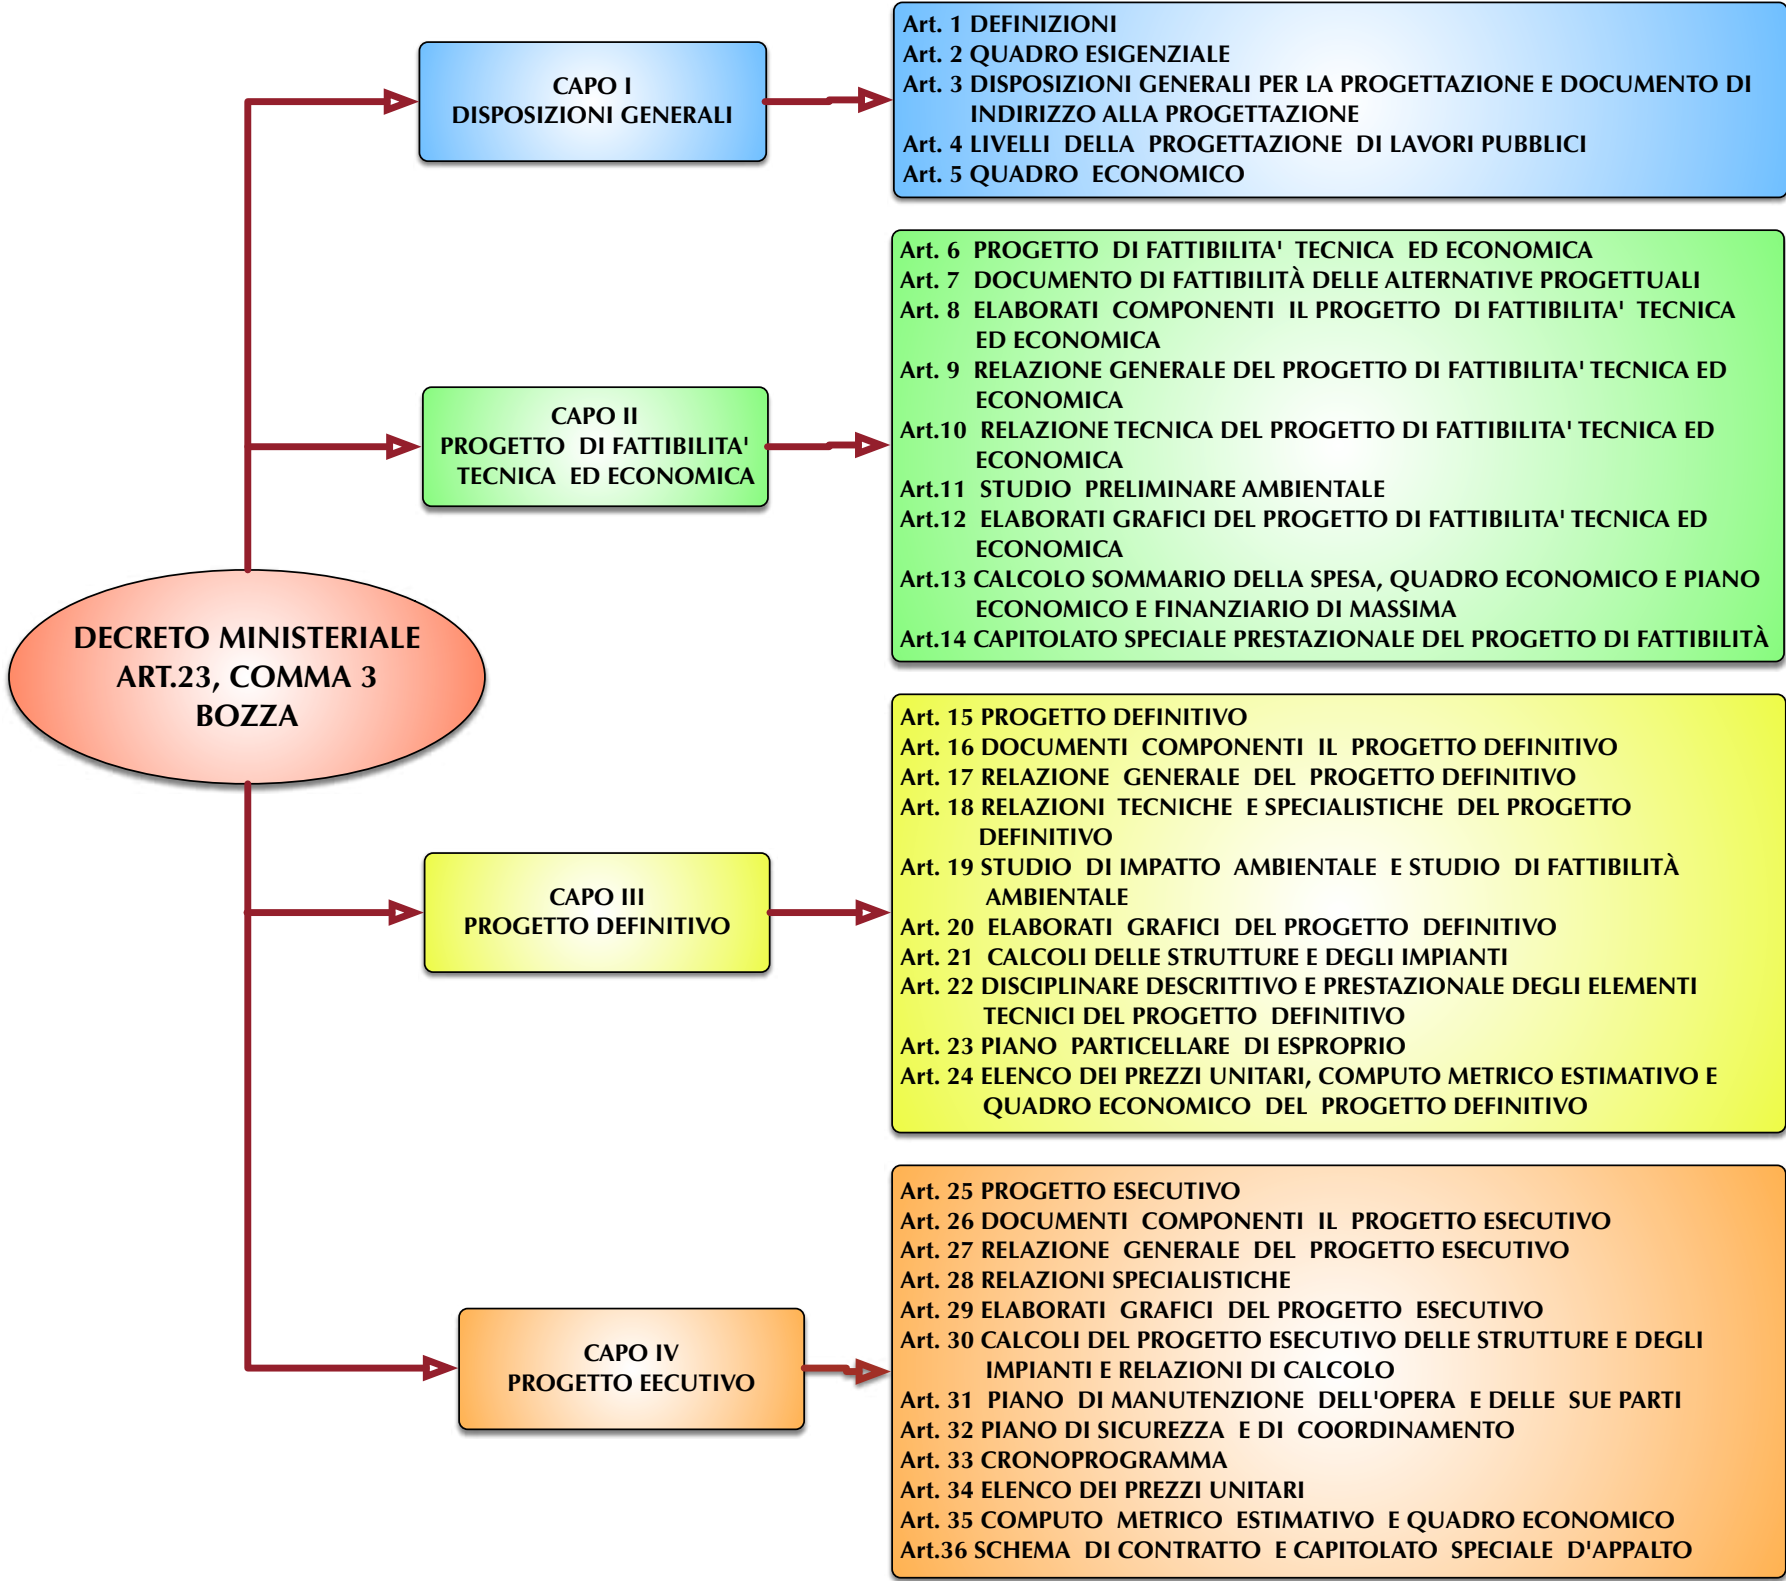 DECRETO MINISTERIALE
ART.23, COMMA 3
BOZZA
CAPO I
DISPOSIZIONI GENERALI
Art. 1 DEFINIZIONI
Art. 2 QUADRO ESIGENZIALE
Art. 3 DISPOSIZIONI GENERALI PER LA PROGETTAZIONE E DOCUMENTO DI
INDIRIZZO ALLA PROGETTAZIONE
Art. 4 LIVELLI DELLA PROGETTAZIONE DI LAVORI PUBBLICI
Art. 5 QUADRO ECONOMICO
CAPO II
PROGETTO DI FATTIBILITA'
TECNICA ED ECONOMICA
Art. 6 PROGETTO DI FATTIBILITA' TECNICA ED ECONOMICA
Art. 7 DOCUMENTO DI FATTIBILITÀ DELLE ALTERNATIVE PROGETTUALI
Art. 8 ELABORATI COMPONENTI IL PROGETTO DI FATTIBILITA' TECNICA
ED ECONOMICA
Art. 9 RELAZIONE GENERALE DEL PROGETTO DI FATTIBILITA' TECNICA ED
ECONOMICA
Art.10 RELAZIONE TECNICA DEL PROGETTO DI FATTIBILITA' TECNICA ED
ECONOMICA
Art.11 STUDIO PRELIMINARE AMBIENTALE
Art.12 ELABORATI GRAFICI DEL PROGETTO DI FATTIBILITA' TECNICA ED
ECONOMICA
Art.13 CALCOLO SOMMARIO DELLA SPESA, QUADRO ECONOMICO E PIANO
ECONOMICO E FINANZIARIO DI MASSIMA
Art.14 CAPITOLATO SPECIALE PRESTAZIONALE DEL PROGETTO DI FATTIBILITÀ
CAPO III
PROGETTO DEFINITIVO
Art. 15 PROGETTO DEFINITIVO
Art. 16 DOCUMENTI COMPONENTI IL PROGETTO DEFINITIVO
Art. 17 RELAZIONE GENERALE DEL PROGETTO DEFINITIVO
Art. 18 RELAZIONI TECNICHE E SPECIALISTICHE DEL PROGETTO
DEFINITIVO
Art. 19 STUDIO DI IMPATTO AMBIENTALE E STUDIO DI FATTIBILITÀ
AMBIENTALE
Art. 20 ELABORATI GRAFICI DEL PROGETTO DEFINITIVO
Art. 21 CALCOLI DELLE STRUTTURE E DEGLI IMPIANTI
Art. 22 DISCIPLINARE DESCRITTIVO E PRESTAZIONALE DEGLI ELEMENTI
TECNICI DEL PROGETTO DEFINITIVO
Art. 23 PIANO PARTICELLARE DI ESPROPRIO
Art. 24 ELENCO DEI PREZZI UNITARI, COMPUTO METRICO ESTIMATIVO E
QUADRO ECONOMICO DEL PROGETTO DEFINITIVO
CAPO IV
PROGETTO EECUTIVO
Art. 25 PROGETTO ESECUTIVO
Art. 26 DOCUMENTI COMPONENTI IL PROGETTO ESECUTIVO
Art. 27 RELAZIONE GENERALE DEL PROGETTO ESECUTIVO
Art. 28 RELAZIONI SPECIALISTICHE
Art. 29 ELABORATI GRAFICI DEL PROGETTO ESECUTIVO
Art. 30 CALCOLI DEL PROGETTO ESECUTIVO DELLE STRUTTURE E DEGLI
IMPIANTI E RELAZIONI DI CALCOLO
Art. 31 PIANO DI MANUTENZIONE DELL'OPERA E DELLE SUE PARTI
Art. 32 PIANO DI SICUREZZA E DI COORDINAMENTO
Art. 33 CRONOPROGRAMMA
Art. 34 ELENCO DEI PREZZI UNITARI
Art. 35 COMPUTO METRICO ESTIMATIVO E QUADRO ECONOMICO
Art.36 SCHEMA DI CONTRATTO E CAPITOLATO SPECIALE D'APPALTO